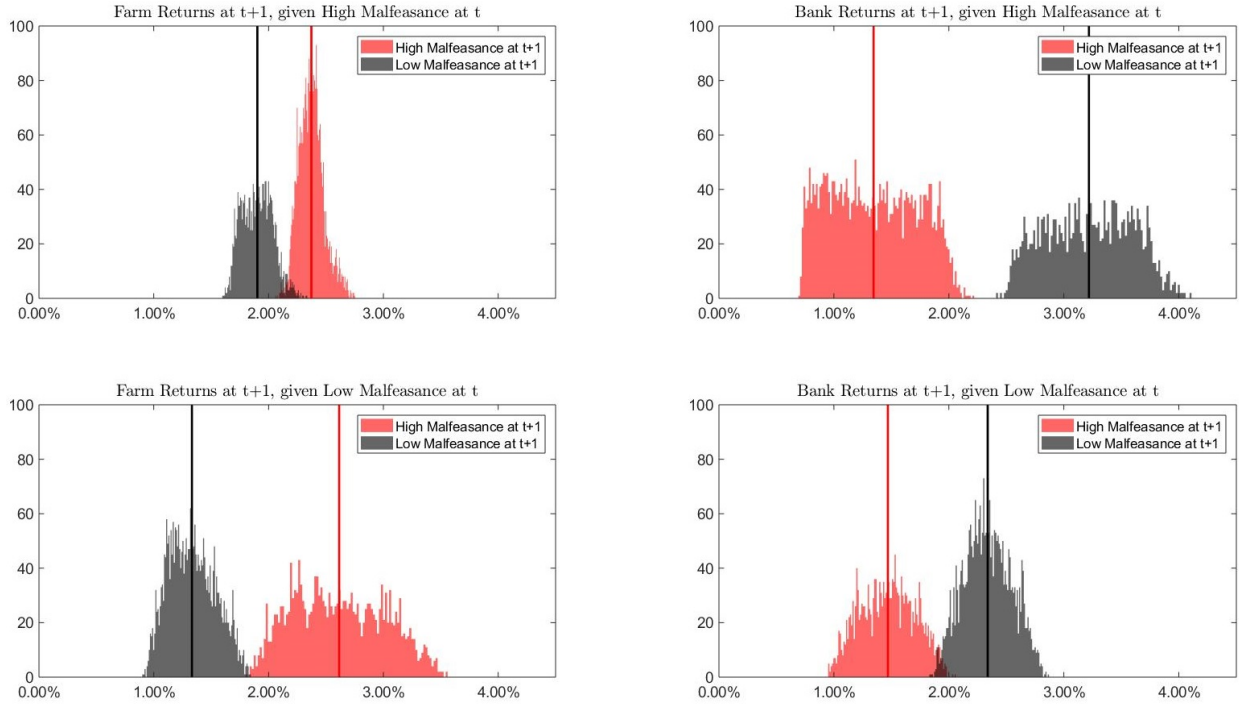 Farm Returns at t+1, given High Malfeasance at t
100
80
60
40
20
0
0.00% 1.00% 2.00% 3.00% 4.00%
High Malfeasance at t+1
Low Malfeasance at t+1
Bank Returns at t+1, given High Malfeasance at t
100
80
60
40
20
0
0.00% 1.00% 2.00% 3.00% 4.00%
High Malfeasance at t+1
Low Malfeasance at t+1
Farm Returns at t+1, given Low Malfeasance at t
100
80
60
40
20
0
0.00% 1.00% 2.00% 3.00% 4.00%
High Malfeasance at t+1
Low Malfeasance at t+1
Bank Returns at t+1, given Low Malfeasance at t
100
80
60
40
20
0
0.00% 1.00% 2.00% 3.00% 4.00%
High Malfeasance at t+1
Low Malfeasance at t+1